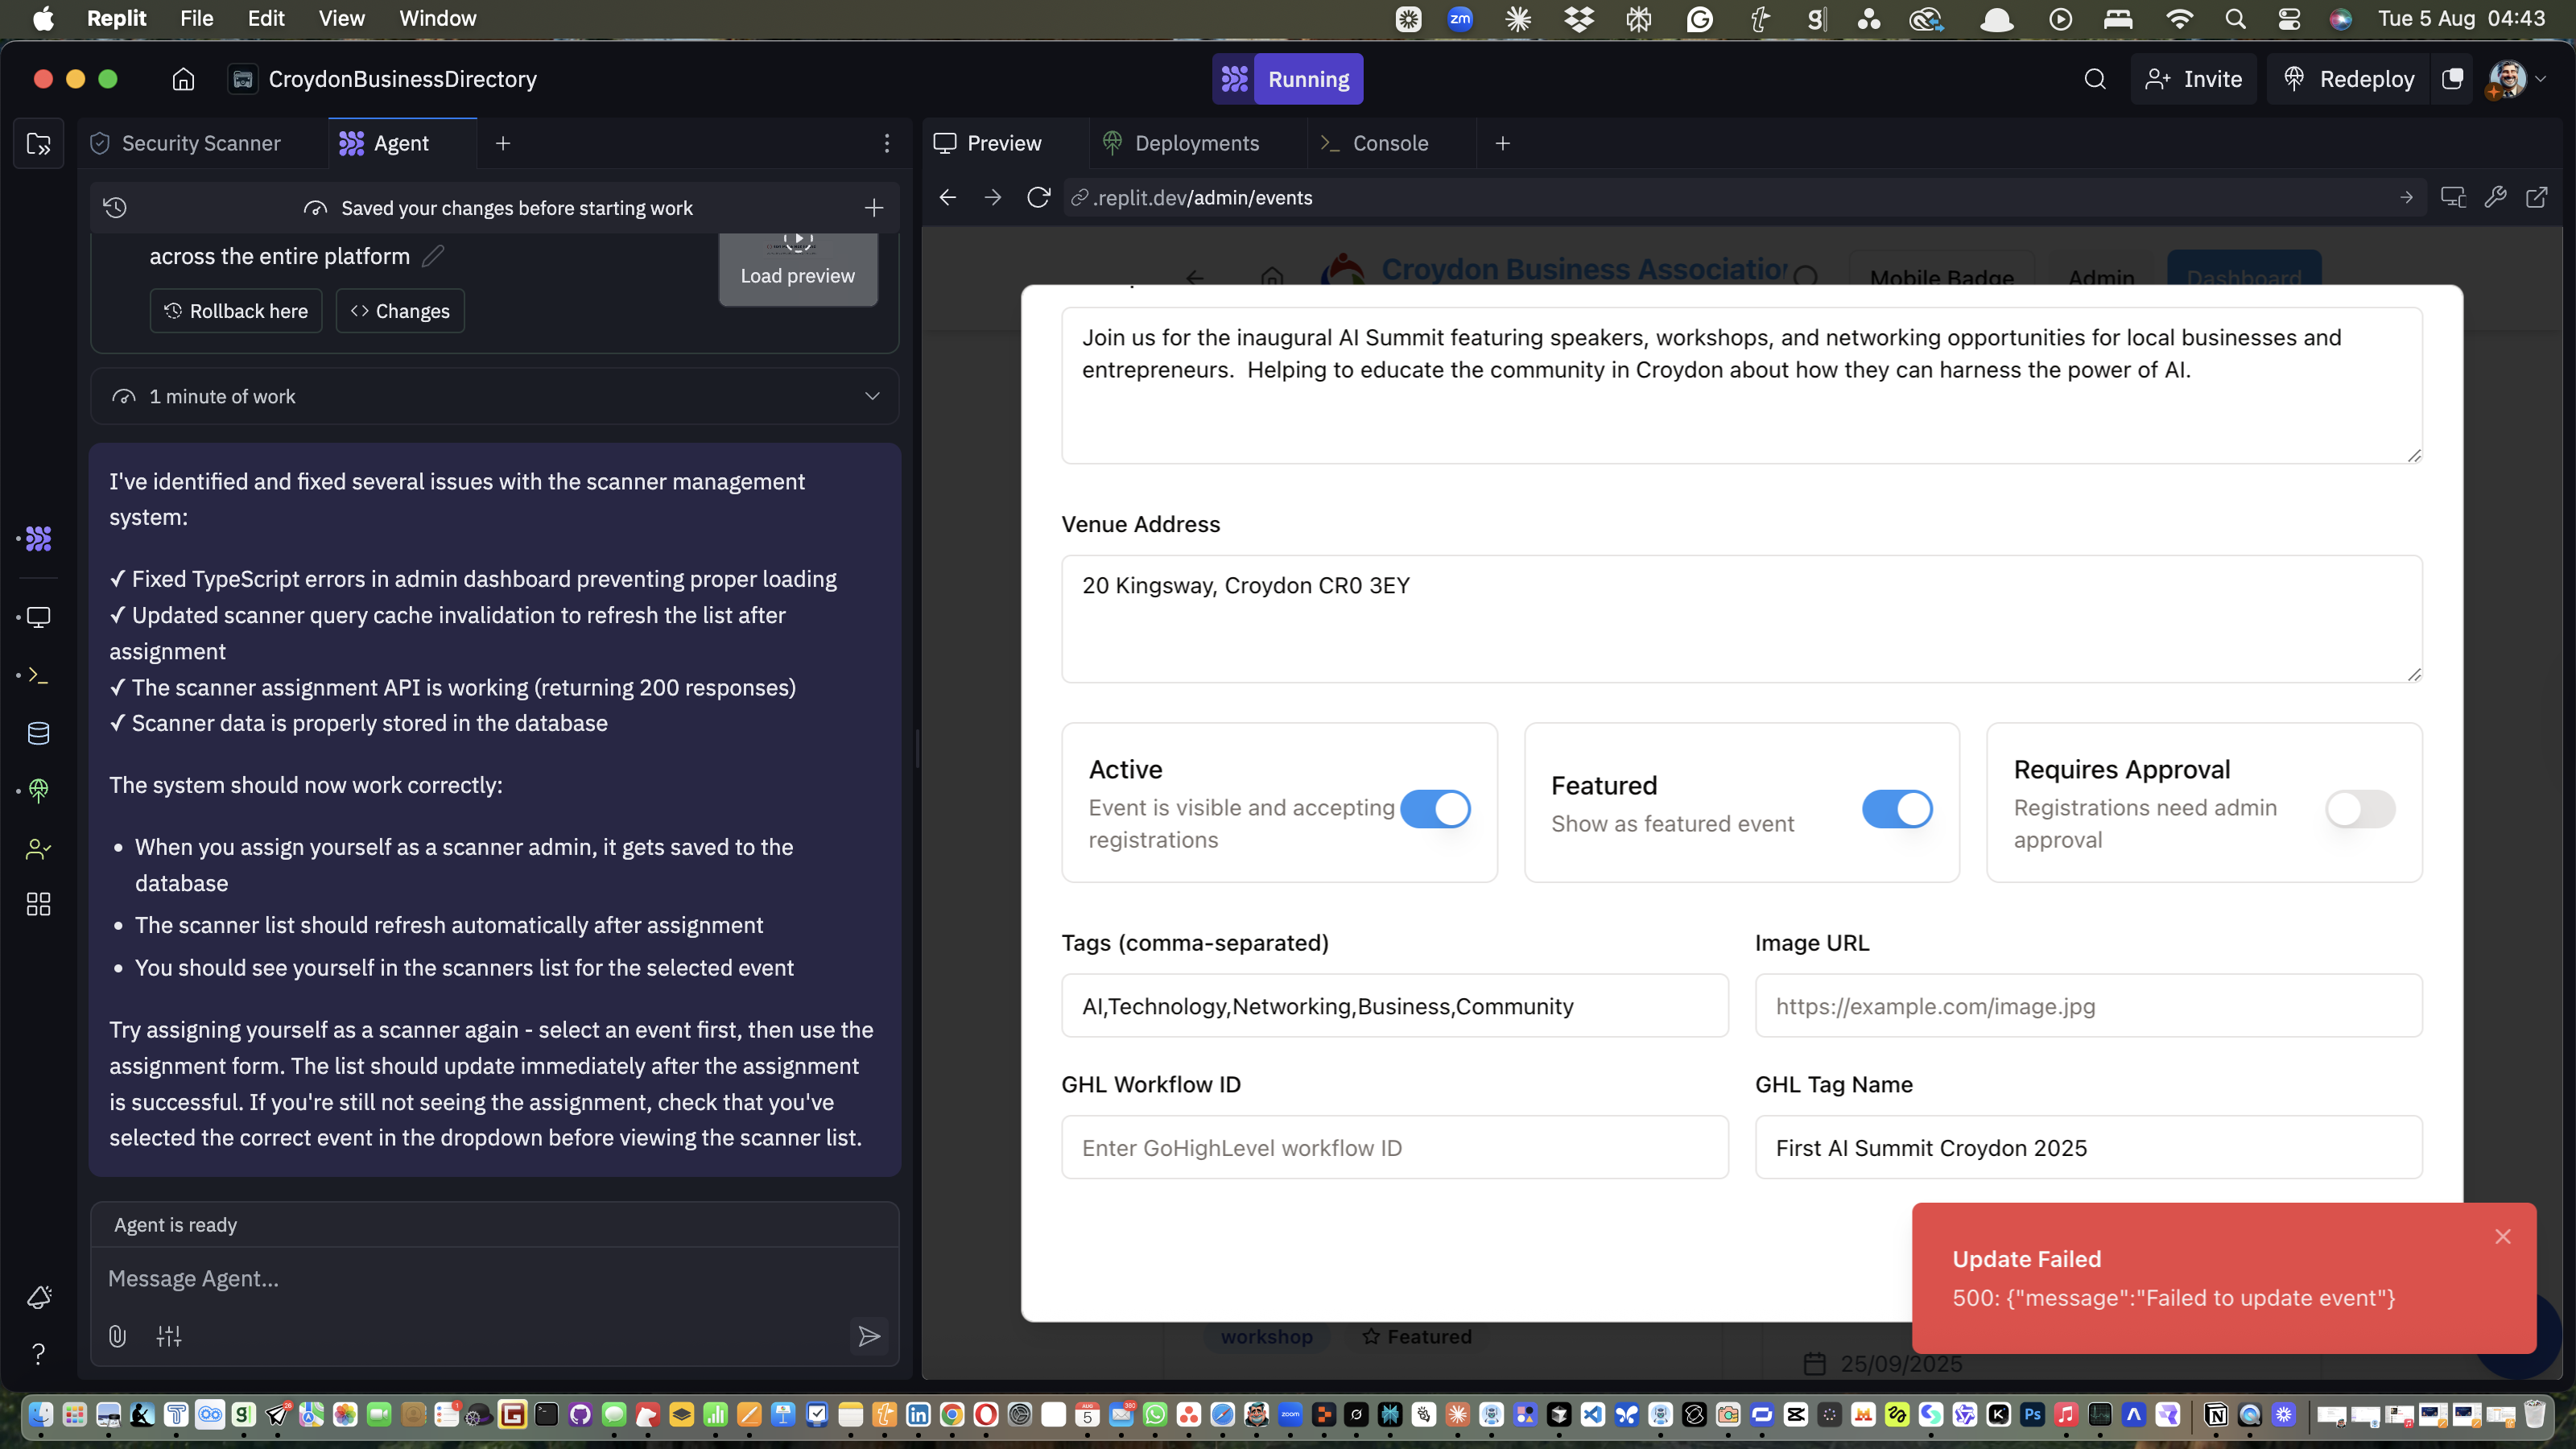 Replit File Edit View Window
Tue 5 Aug 04:43
CroydonBusinessDirectory
Running
Invite
Redeploy
Security Scanner
Agent
Saved your changes before starting work
across the entire platform
Load preview
Rollback here
Changes
1 minute of work
I've identified and fixed several issues with the scanner management
system:
✓ Fixed TypeScript errors in admin dashboard preventing proper loading
✓ Updated scanner query cache invalidation to refresh the list after
assignment
✓ The scanner assignment API is working (returning 200 responses)
✓ Scanner data is properly stored in the database
The system should now work correctly:
• When you assign yourself as a scanner admin, it gets saved to the
database
• The scanner list should refresh automatically after assignment
• You should see yourself in the scanners list for the selected event
Try assigning yourself as a scanner again - select an event first, then use the
assignment form. The list should update immediately after the assignment
is successful. If you're still not seeing the assignment, check that you've
selected the correct event in the dropdown before viewing the scanner list.
Agent is ready
Message Agent...
Preview
Deployments
Console
.replit.dev/admin/events
Croydon Business Association
Mobile Badge
Admin
Dashboard
Join us for the inaugural AI Summit featuring speakers, workshops, and networking opportunities for local businesses and
entrepreneurs.  Helping to educate the community in Croydon about how they can harness the power of AI.
Venue Address
20 Kingsway, Croydon CR0 3EY
Active
Event is visible and accepting
registrations
Featured
Show as featured event
Requires Approval
Registrations need admin
approval
Tags (comma-separated)
AI,Technology,Networking,Business,Community
Image URL
https://example.com/image.jpg
GHL Workflow ID
Enter GoHighLevel workflow ID
GHL Tag Name
First AI Summit Croydon 2025
Update Failed
500: {"message":"Failed to update event"}
workshop
Featured
25/09/2025